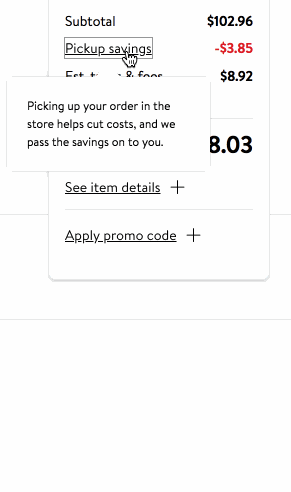 Subtotal $102.96
Pickup savings -$3.85
Est. & fees $8.92
Picking up your order in the
store helps cut costs, and we
pass the savings on to you.
8.03
See item details +
Apply promo code +